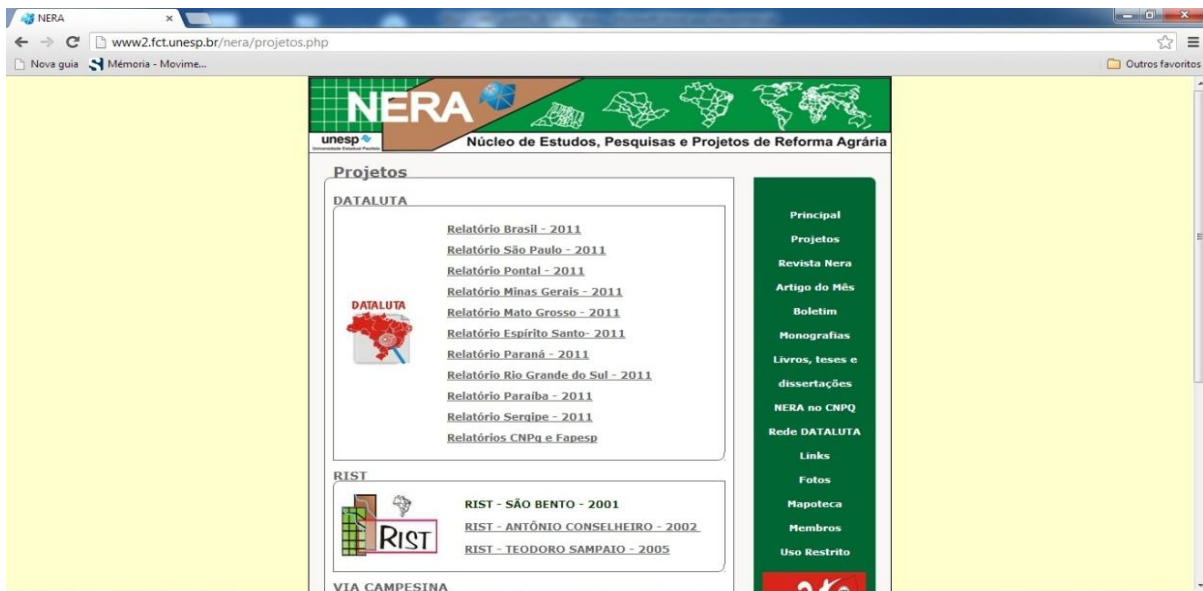 NERA
www2.fct.unesp.br/nera/projetos.php
Nova guia
Mémoria - Movime...
Outros favoritos
NERA
unesp
Núcleo de Estudos, Pesquisas e Projetos de Reforma Agrária
Projetos
DATALUTA
DATALUTA
Relatório Brasil - 2011
Relatório São Paulo - 2011
Relatório Pontal - 2011
Relatório Minas Gerais - 2011
Relatório Mato Grosso - 2011
Relatório Espírito Santo- 2011
Relatório Paraná - 2011
Relatório Rio Grande do Sul - 2011
Relatório Paraíba - 2011
Relatório Sergipe - 2011
Relatórios CNPq e Fapesp
RIST
RIST
RIST - SÃO BENTO - 2001
RIST - ANTÔNIO CONSELHEIRO - 2002
RIST - TEODORO SAMPAIO - 2005
VIA CAMPESINA
Principal
Projetos
Revista Nera
Artigo do Mês
Boletim
Monografias
Livros, teses e
dissertações
NERA no CNPQ
Rede DATALUTA
Links
Fotos
Mapoteca
Membros
Uso Restrito